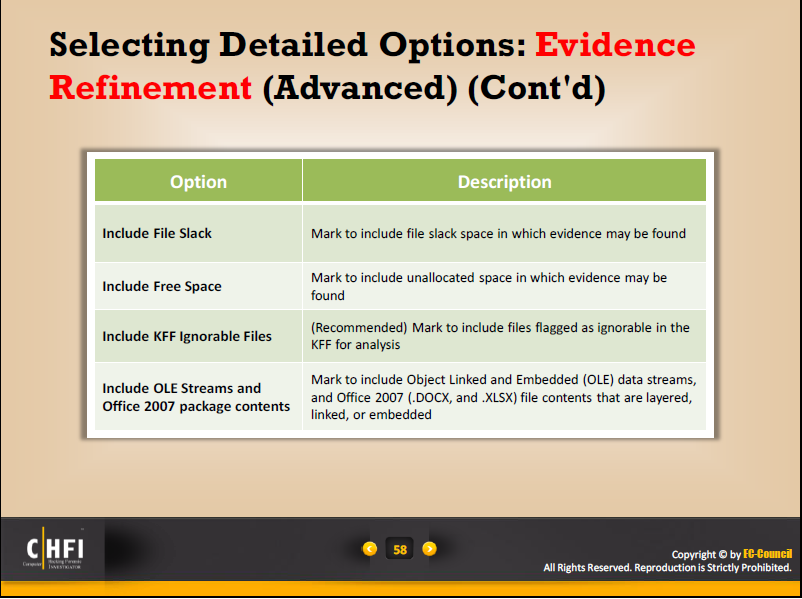 Selecting Detailed Options: Evidence
Refinement (Advanced) (Cont'd)
Option
Description
Include File Slack
Mark to include file slack space in which evidence may be found
Include Free Space
Mark to include unallocated space in which evidence may be
found
Include KFF Ignorable Files
(Recommended) Mark to include files flagged as ignorable in the
KFF for analysis
Include OLE Streams and
Office 2007 package contents
Mark to include Object Linked and Embedded (OLE) data streams,
and Office 2007 (.DOCX, and .XLSX) file contents that are layered,
linked, or embedded
CHFI
Computer Hacking Forensic
INVESTIGATOR
58
Copyright © by EC-Council
All Rights Reserved. Reproduction is Strictly Prohibited.